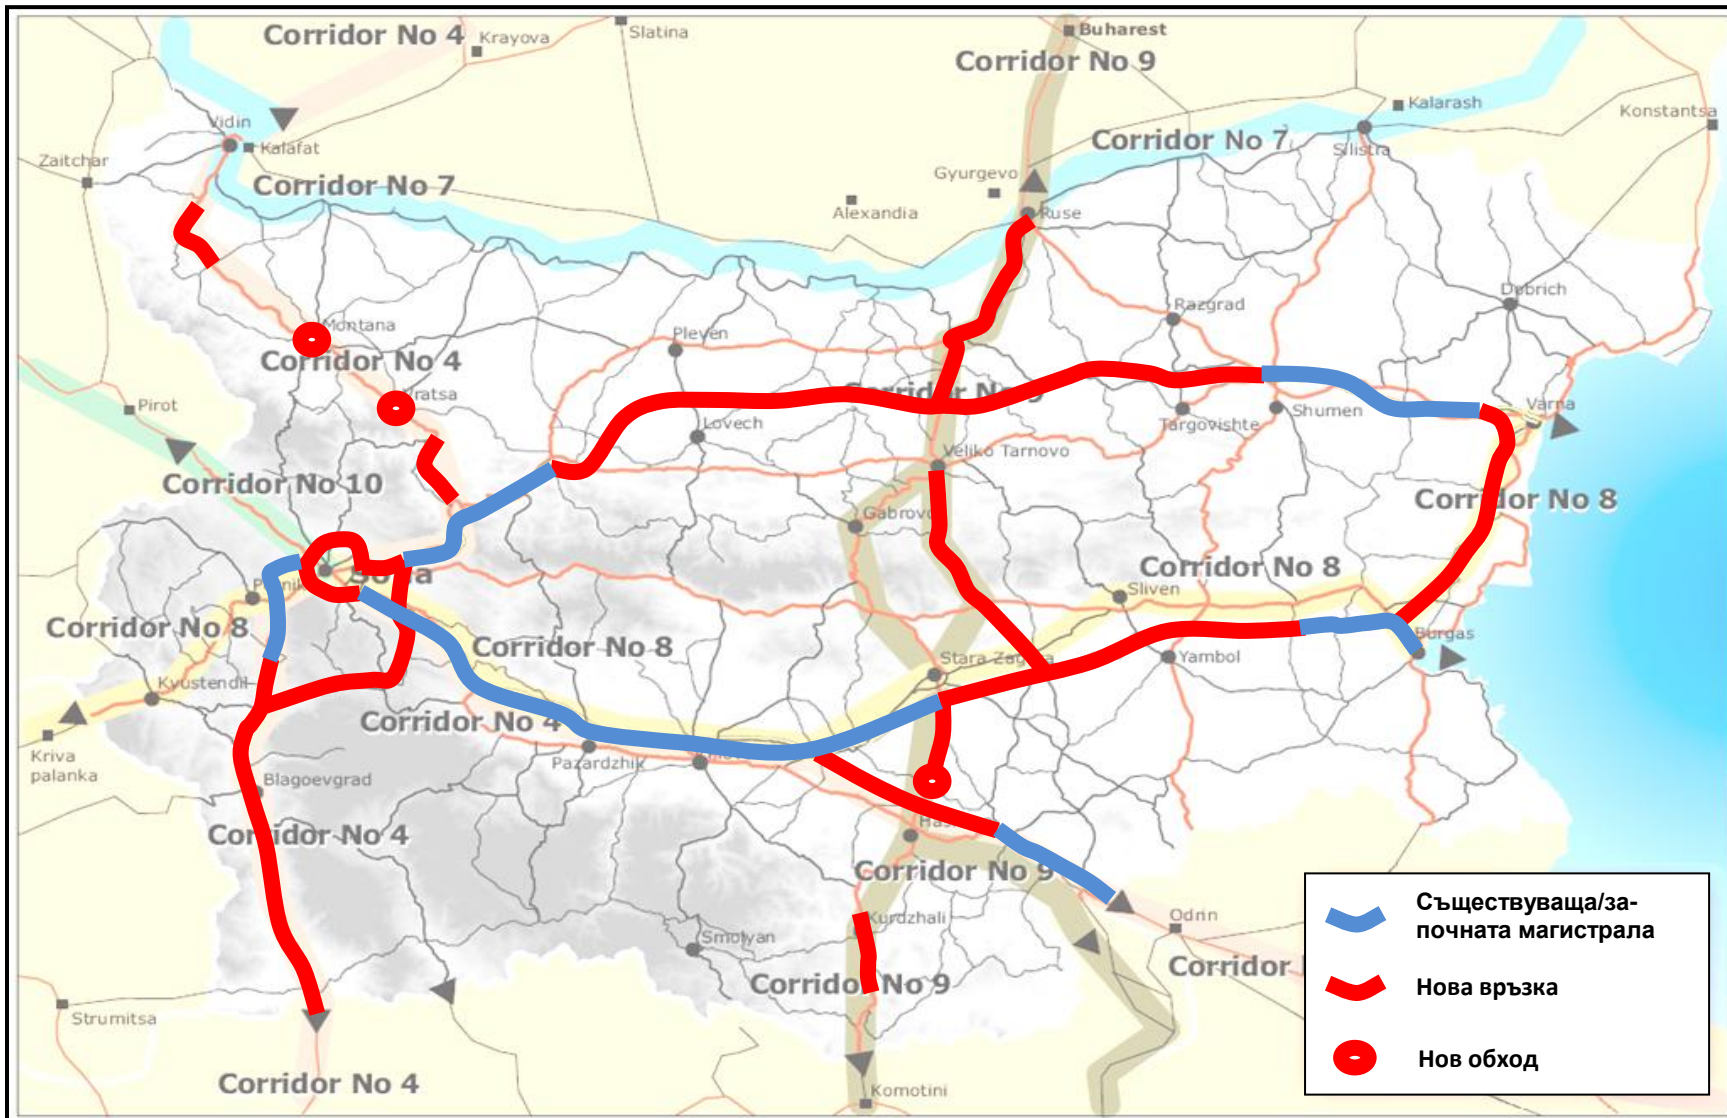 Corridor No 4
Krayova
Slatina
Buharest
Corridor No 9
Kalarash
Konstantsa
Vidin
Kalafat
Zaitchar
Corridor No 7
Silistra
Gyurgevo
Corridor No 7
Alexandia
Ruse
Dobrich
Razgrad
Montana
Pleven
Corridor No 4
Vratsa
Pirot
Lovech
Targovishte
Shumen
Varna
Veliko Tarnovo
Corridor No 10
Corridor No 8
Gabrovo
Corridor No 8
Sliven
Corridor No 8
Corridor No 8
Burgas
Stara Zagora
Yambol
Kyustendil
Corridor No 4
Kriva
palanka
Pazardzhik
Blagoevgrad
Corridor No 4
Corridor No 9
Kurdzhali
Smolyan
Odrin
Corridor
Corridor No 9
Strumitsa
Corridor No 4
Komotini
Съществуваща/за-
почната магистрала
Нова връзка
Нов обход